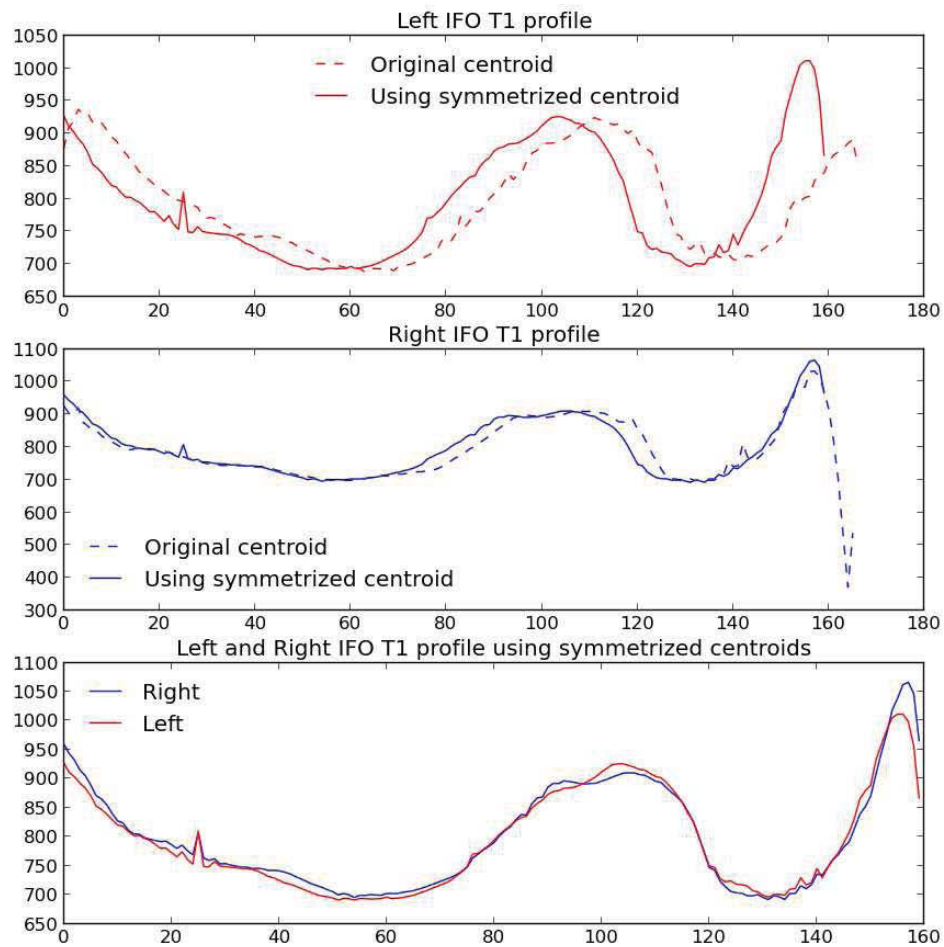 Left IFO T1 profile
1050
1000
950
900
850
800
750
700
650
Original centroid
Using symmetrized centroid
0 20 40 60 80 100 120 140 160 180
Right IFO T1 profile
1100
1000
900
800
700
600
500
400
300
Original centroid
Using symmetrized centroid
0 20 40 60 80 100 120 140 160 180
Left and Right IFO T1 profile using symmetrized centroids
1100
1050
1000
950
900
850
800
750
700
650
Right
Left
0 20 40 60 80 100 120 140 160